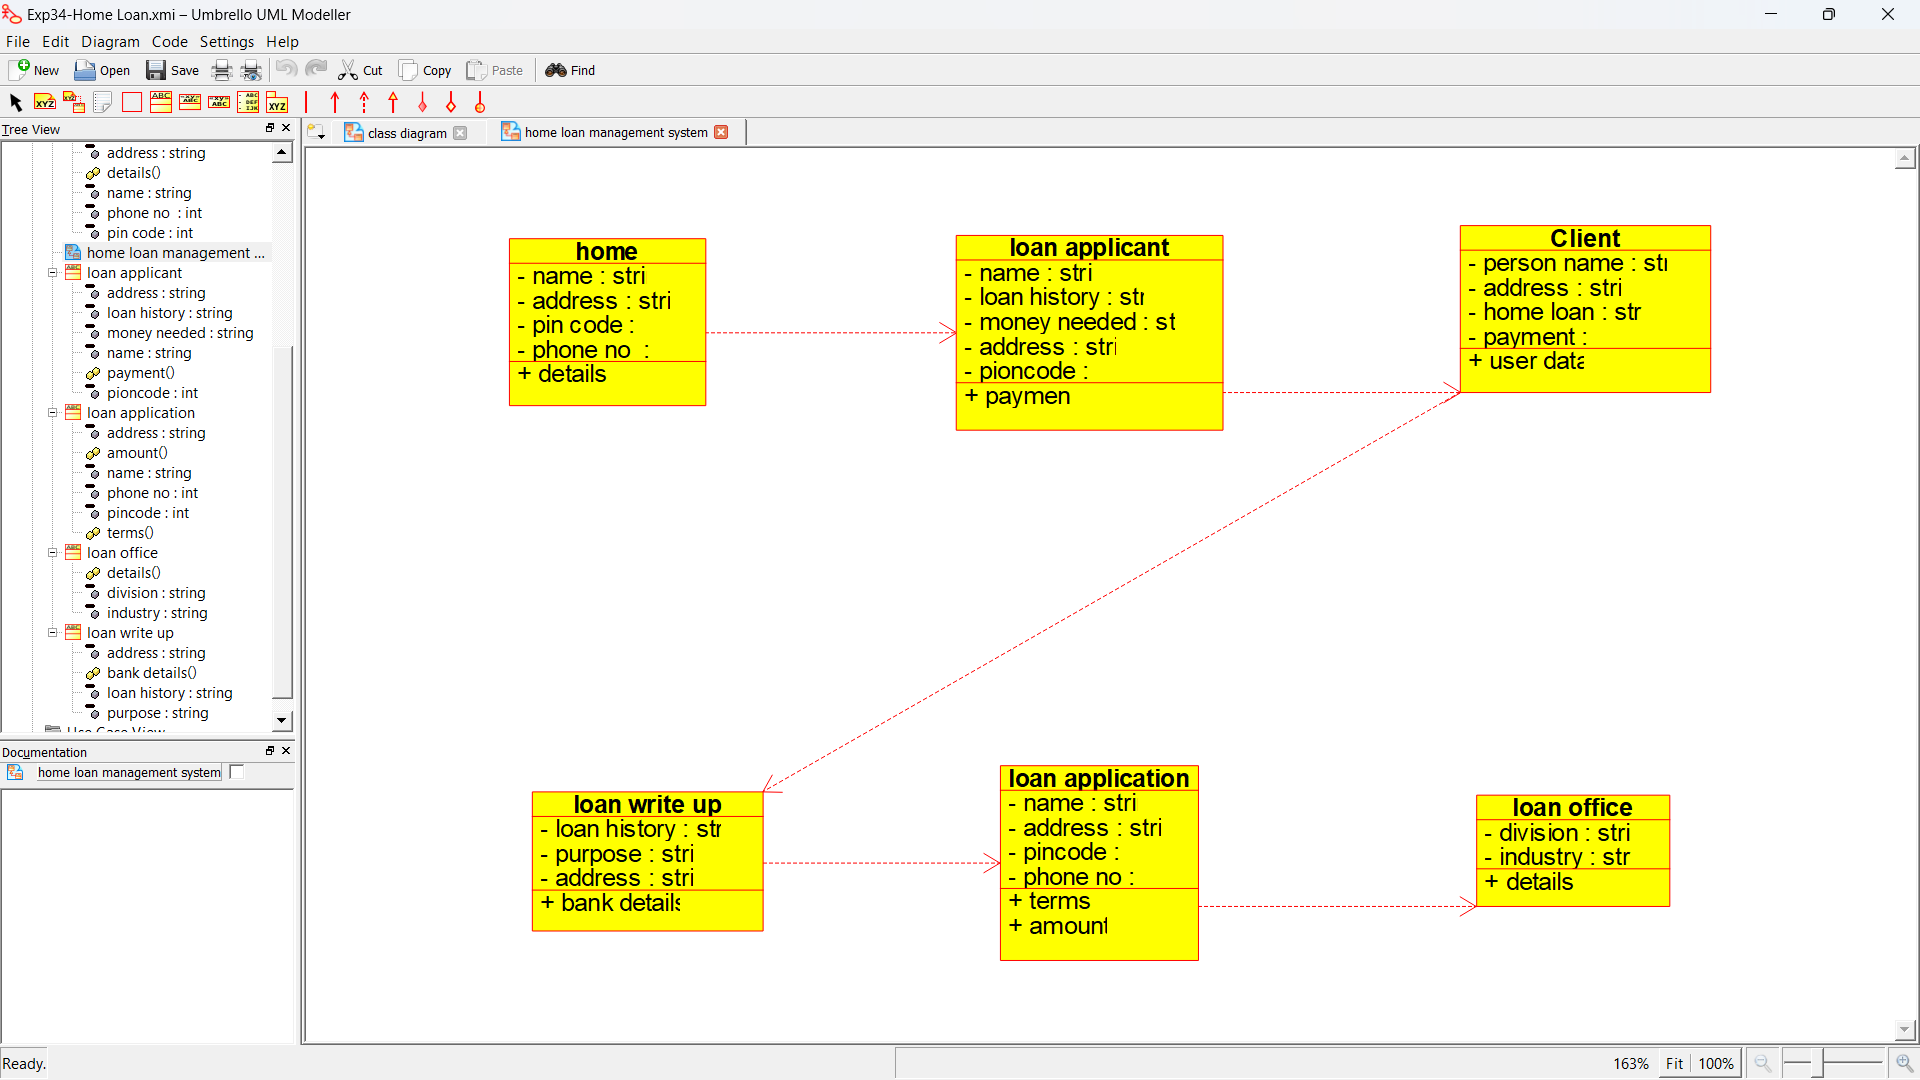 Exp34-Home Loan.xmi – Umbrello UML Modeller
File Edit Diagram Code Settings Help
New Open Save Cut Copy Paste Find
Tree View
address : string
details()
name : string
phone no  : int
pin code : int
home loan management ...
loan applicant
address : string
loan history : string
money needed : string
name : string
payment()
pioncode : int
loan application
address : string
amount()
name : string
phone no : int
pincode : int
terms()
loan office
details()
division : string
industry : string
loan write up
address : string
bank details()
loan history : string
purpose : string
Use Case View
Documentation
home loan management system
class diagram
home loan management system
home
- name : stri
- address : stri
- pin code :
- phone no  :
+ details
loan applicant
- name : stri
- loan history : str
- money needed : st
- address : stri
- pioncode :
+ paymen
Client
- person name : stri
- address : stri
- home loan : str
- payment :
+ user data
loan write up
- loan history : str
- purpose : stri
- address : stri
+ bank details
loan application
- name : stri
- address : stri
- pincode :
- phone no :
+ terms
+ amount
loan office
- division : stri
- industry : str
+ details
Ready.
163% Fit 100%